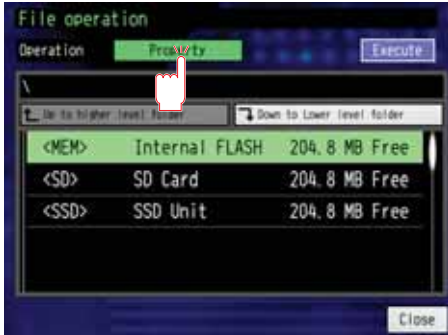 File operation
Operation Property Execute
\
Up to higher level folder Down to Lower level folder
<MEM> Internal FLASH 204.8 MB Free
<SD> SD Card 204.8 MB Free
<SSD> SSD Unit 204.8 MB Free
Close